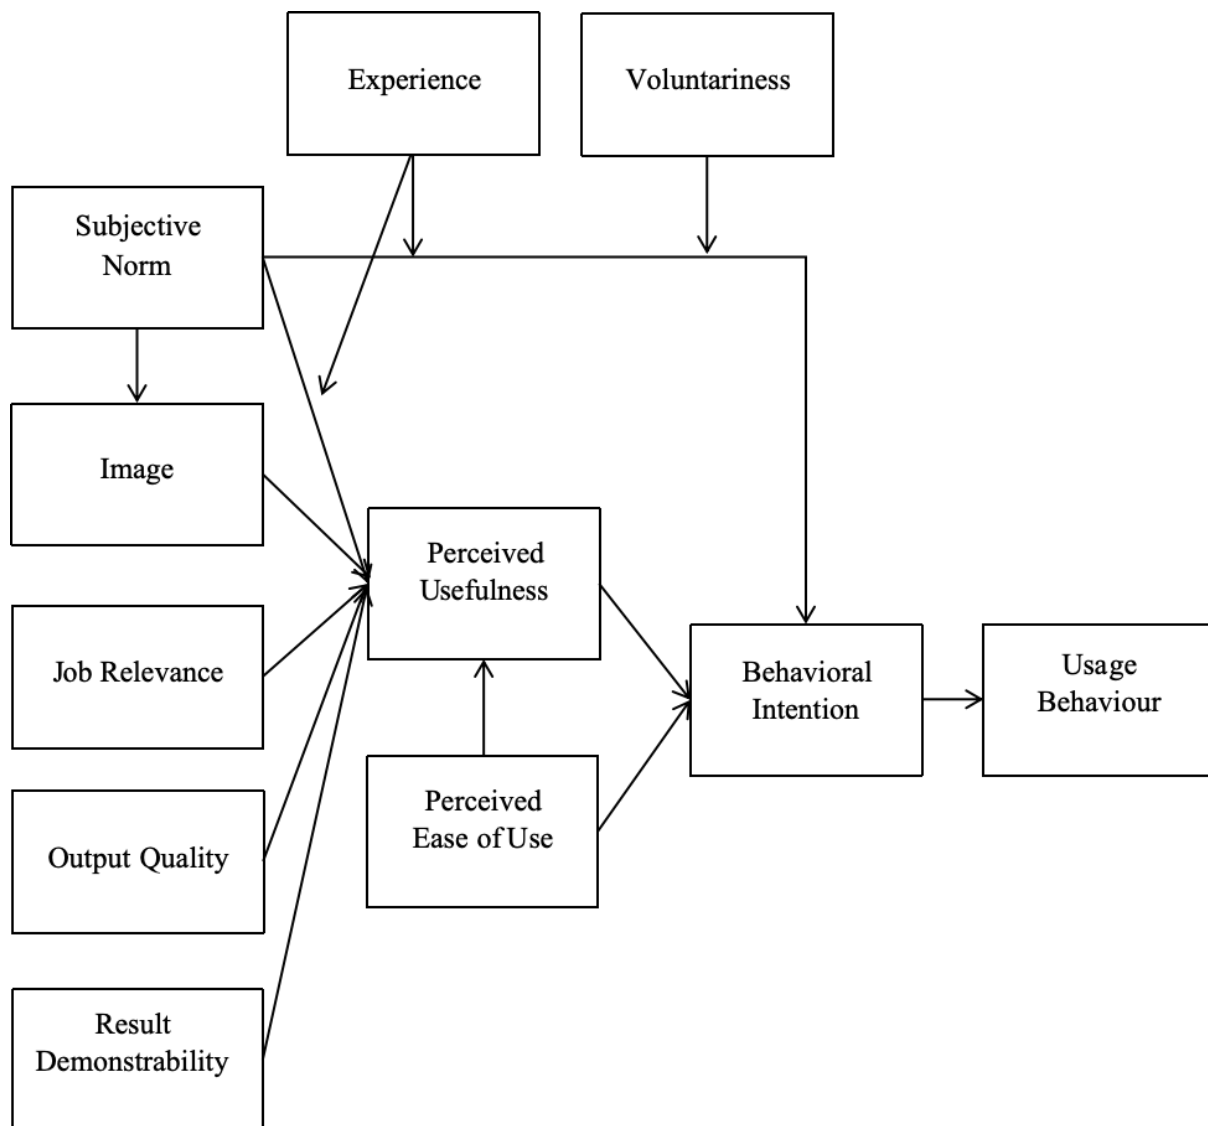 Experience
Voluntariness
Subjective
Norm
Image
Perceived
Usefulness
Job Relevance
Behavioral
Intention
Usage
Behaviour
Perceived
Ease of Use
Output Quality
Result
Demonstrability